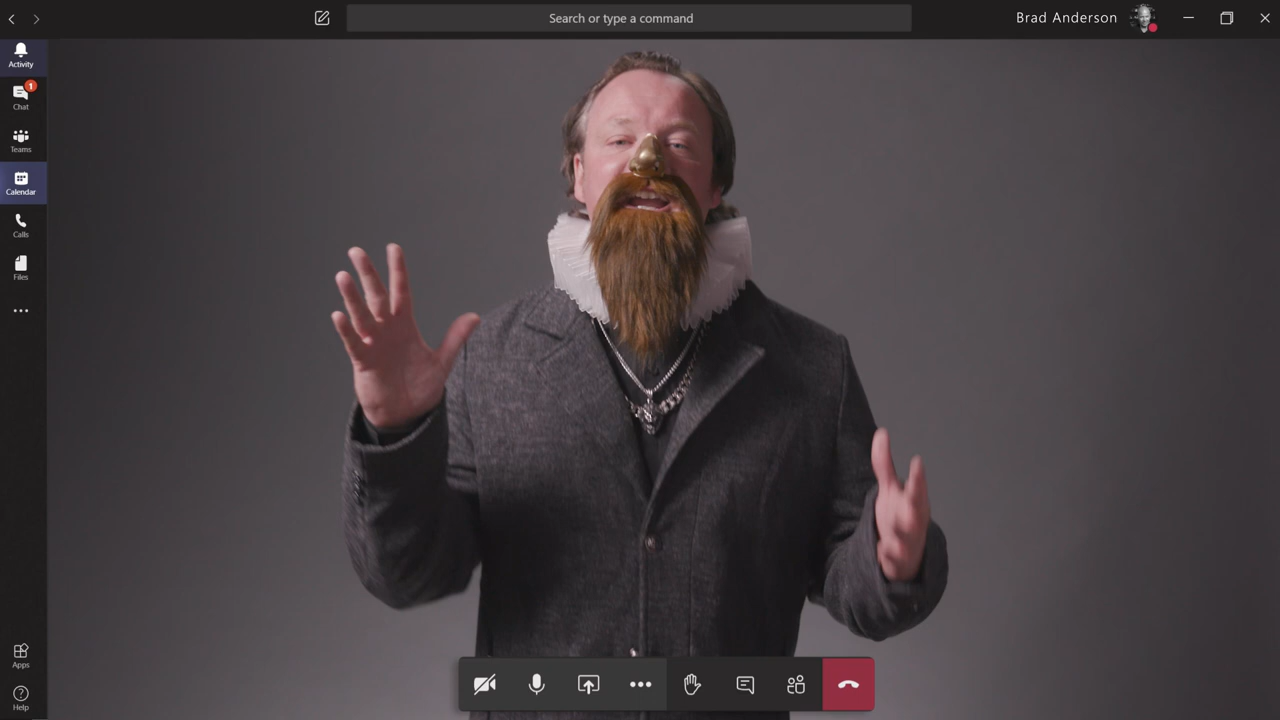 Search or type a command
Brad Anderson
Activity
1
Chat
Teams
Calendar
Calls
Files
Apps
Help